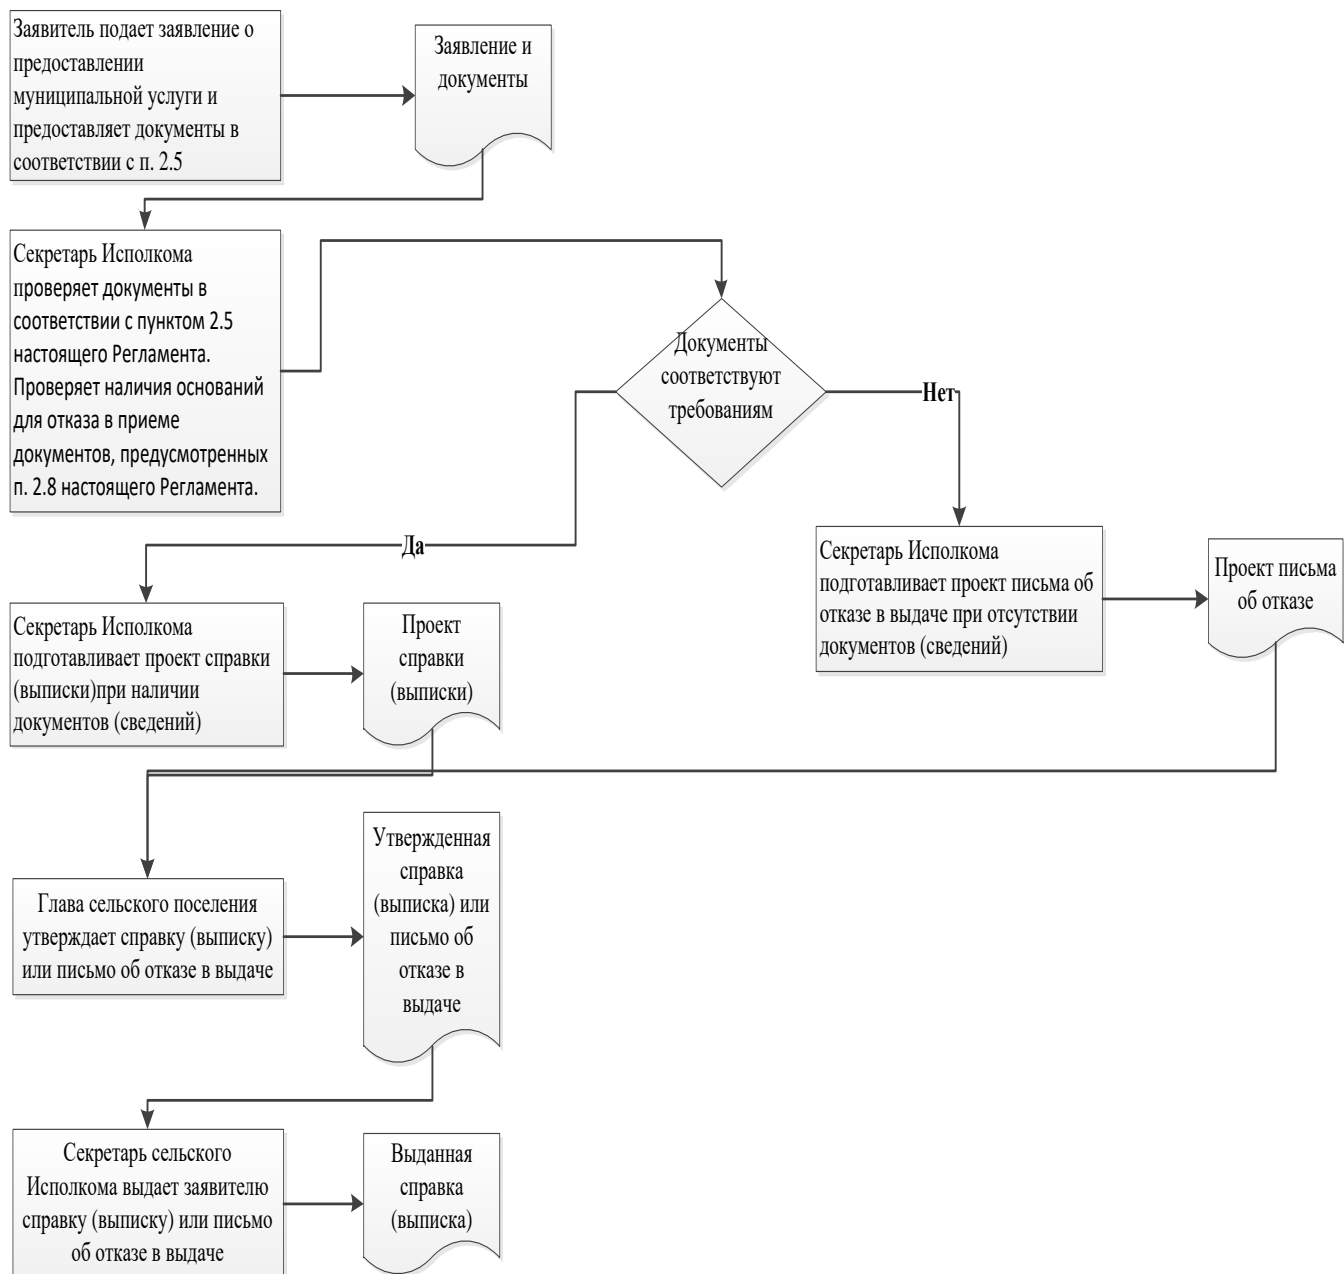 Заявитель подает заявление о
предоставлении
муниципальной услуги и
предоставляет документы в
соответствии с п. 2.5
Заявление и
документы
Секретарь Исполкома
проверяет документы в
соответствии с пунктом 2.5
настоящего Регламента.
Проверяет наличия оснований
для отказа в приеме
документов, предусмотренных
п. 2.8 настоящего Регламента.
Документы
соответствуют
требованиям
Нет
Да
Секретарь Исполкома
подготавливает проект письма об
отказе в выдаче при отсутствии
документов (сведений)
Проект письма
об отказе
Секретарь Исполкома
подготавливает проект справки
(выписки)при наличии
документов (сведений)
Проект
справки
(выписки)
Глава сельского поселения
утверждает справку (выписку)
или письмо об отказе в выдаче
Утвержденная
справка
(выписка) или
письмо об
отказе в
выдаче
Секретарь сельского
Исполкома выдает заявителю
справку (выписку) или письмо
об отказе в выдаче
Выданная
справка
(выписка)